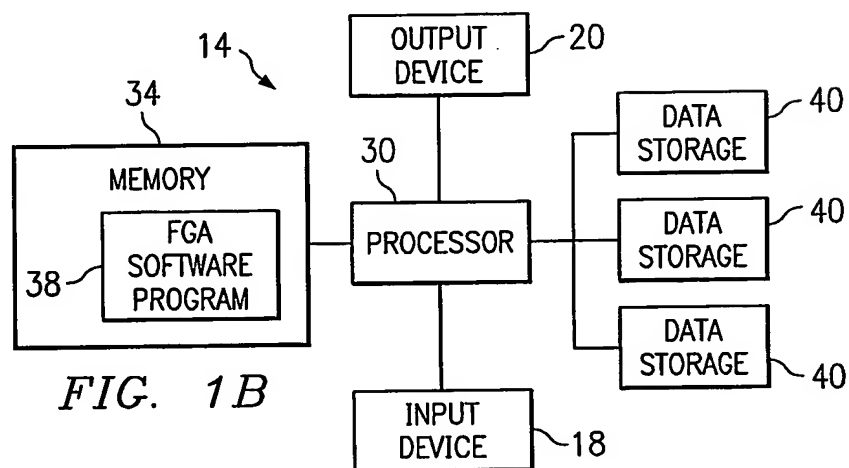 14
OUTPUT
DEVICE
20
34
MEMORY
FGA
SOFTWARE
PROGRAM
38
30
PROCESSOR
DATA
STORAGE
40
DATA
STORAGE
40
DATA
STORAGE
40
FIG. 1B
INPUT
DEVICE
18